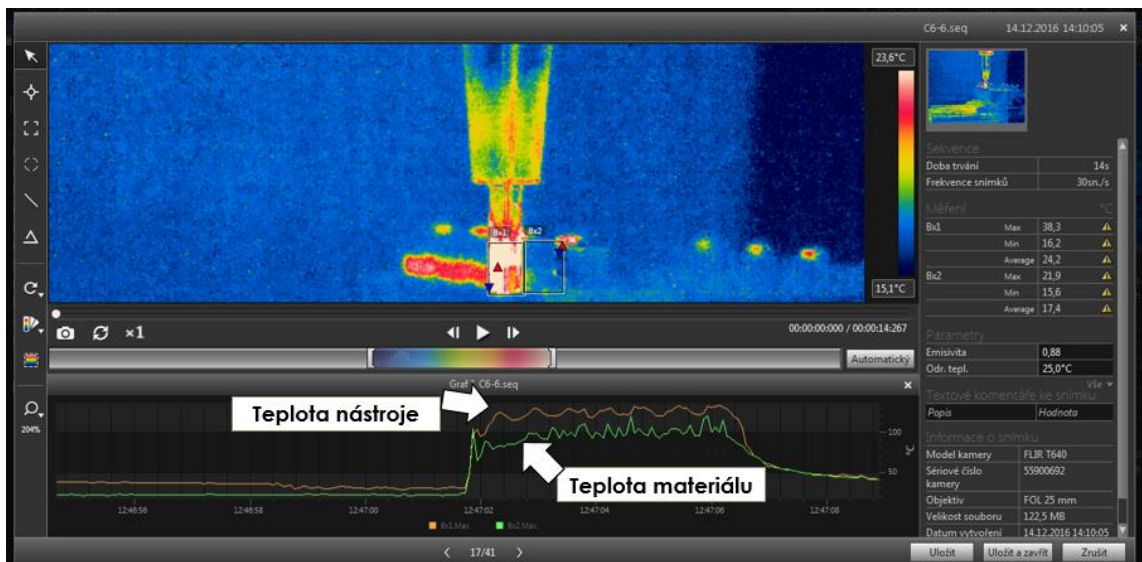 C6-6.seq 14.12.2016 14:10:05
23,6°C
15,1°C
Bx1 Bx2
00:00:00:000 / 00:00:14:267
×1
Automatický
Sekvence
Doba trvání 14s
Frekvence snímků 30sn./s
Měření °C
Bx1 Max 38,3
Min 16,2
Average 24,2
Bx2 Max 21,9
Min 15,6
Average 17,4
Parametry
Emisivita 0,88
Odr. tepl. 25,0°C
Vše
Textové komentáře ke snímku
Popis Hodnota
Informace o snímku
Model kamery FLIR T640
Sériové číslo kamery 55900692
Objektiv FOL 25 mm
Velikost souboru 122,5 MB
Datum vytvoření 14.12.2016 14:10:05
204%
C6-6.seq
Teplota nástroje
Teplota materiálu
100
°C
50
12:46:56 12:46:58 12:47:00 12:47:02 12:47:04 12:47:06 12:47:08
Bx1.Max. Bx2.Max.
17/41
Uložit Uložit a zavřít Zrušit